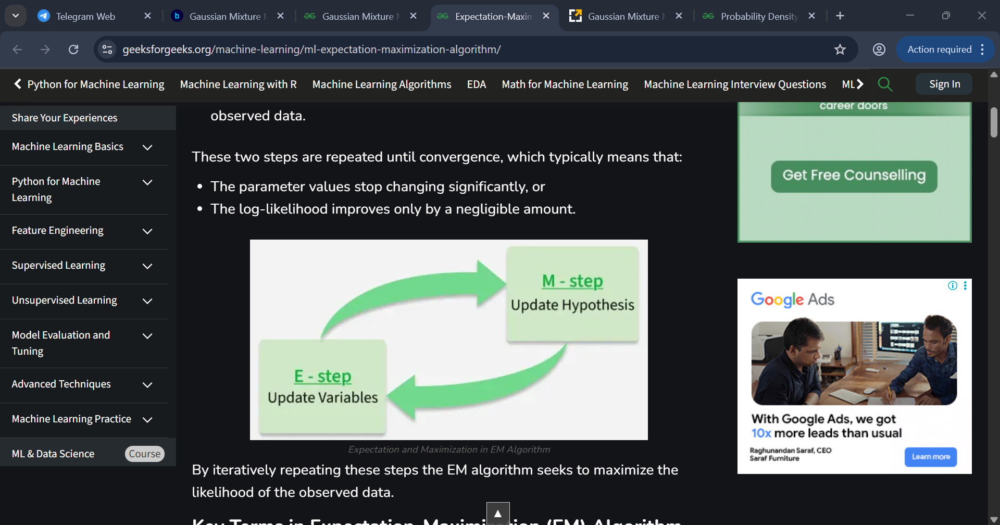 Telegram Web
Gaussian Mixture
Gaussian Mixture
Expectation-Maxim
Gaussian Mixture
Probability Density
geeksforgeeks.org/machine-learning/ml-expectation-maximization-algorithm/
Action required
Python for Machine Learning
Machine Learning with R
Machine Learning Algorithms
EDA
Math for Machine Learning
Machine Learning Interview Questions
ML
Sign In
Share Your Experiences
Machine Learning Basics
Python for Machine
Learning
Feature Engineering
Supervised Learning
Unsupervised Learning
Model Evaluation and
Tuning
Advanced Techniques
Machine Learning Practice
ML & Data Science
Course
observed data.
These two steps are repeated until convergence, which typically means that:
• The parameter values stop changing significantly, or
• The log-likelihood improves only by a negligible amount.
M - step
Update Hypothesis
E - step
Update Variables
Expectation and Maximization in EM Algorithm
By iteratively repeating these steps the EM algorithm seeks to maximize the
likelihood of the observed data.
Key Terms in Expectation-Maximization (EM) Algorithm
career doors
Get Free Counselling
Google Ads
With Google Ads, we got
10x more leads than usual
Raghunandan Saraf, CEO
Saraf Furniture
Learn more